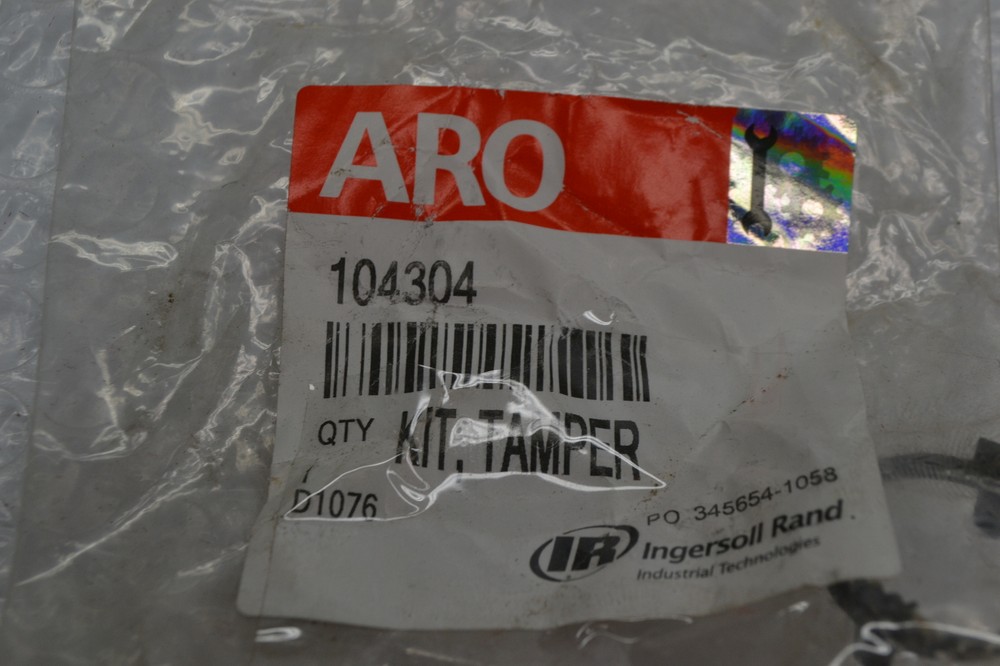 ARO
104304
QTY KIT, TAMPER
D1076
PO 345654-1058
IR Ingersoll Rand
Industrial Technologies